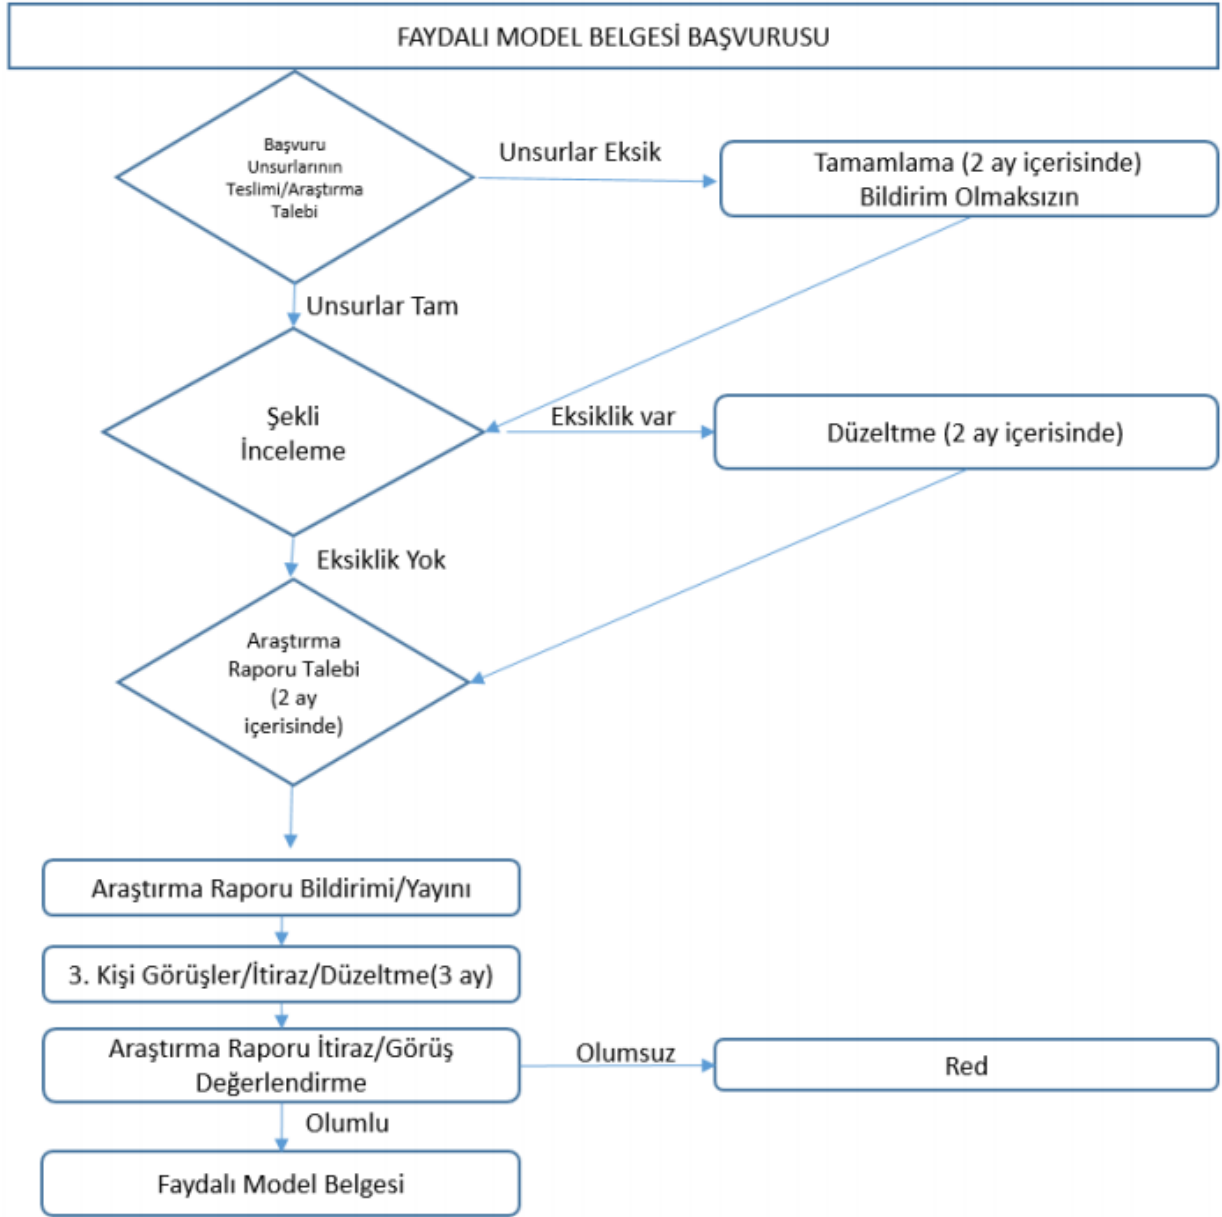 FAYDALI MODEL BELGESİ BAŞVURUSU
Başvuru
Unsurlarının
Teslimi/Araştırma
Talebi
Unsurlar Eksik
Tamamlama (2 ay içerisinde)
Bildirim Olmaksızın
Unsurlar Tam
Şekli
İnceleme
Eksiklik var
Düzeltme (2 ay içerisinde)
Eksiklik Yok
Araştırma
Raporu Talebi
(2 ay
içerisinde)
Araştırma Raporu Bildirimi/Yayını
3. Kişi Görüşler/İtiraz/Düzeltme(3 ay)
Araştırma Raporu İtiraz/Görüş
Değerlendirme
Olumsuz
Red
Olumlu
Faydalı Model Belgesi